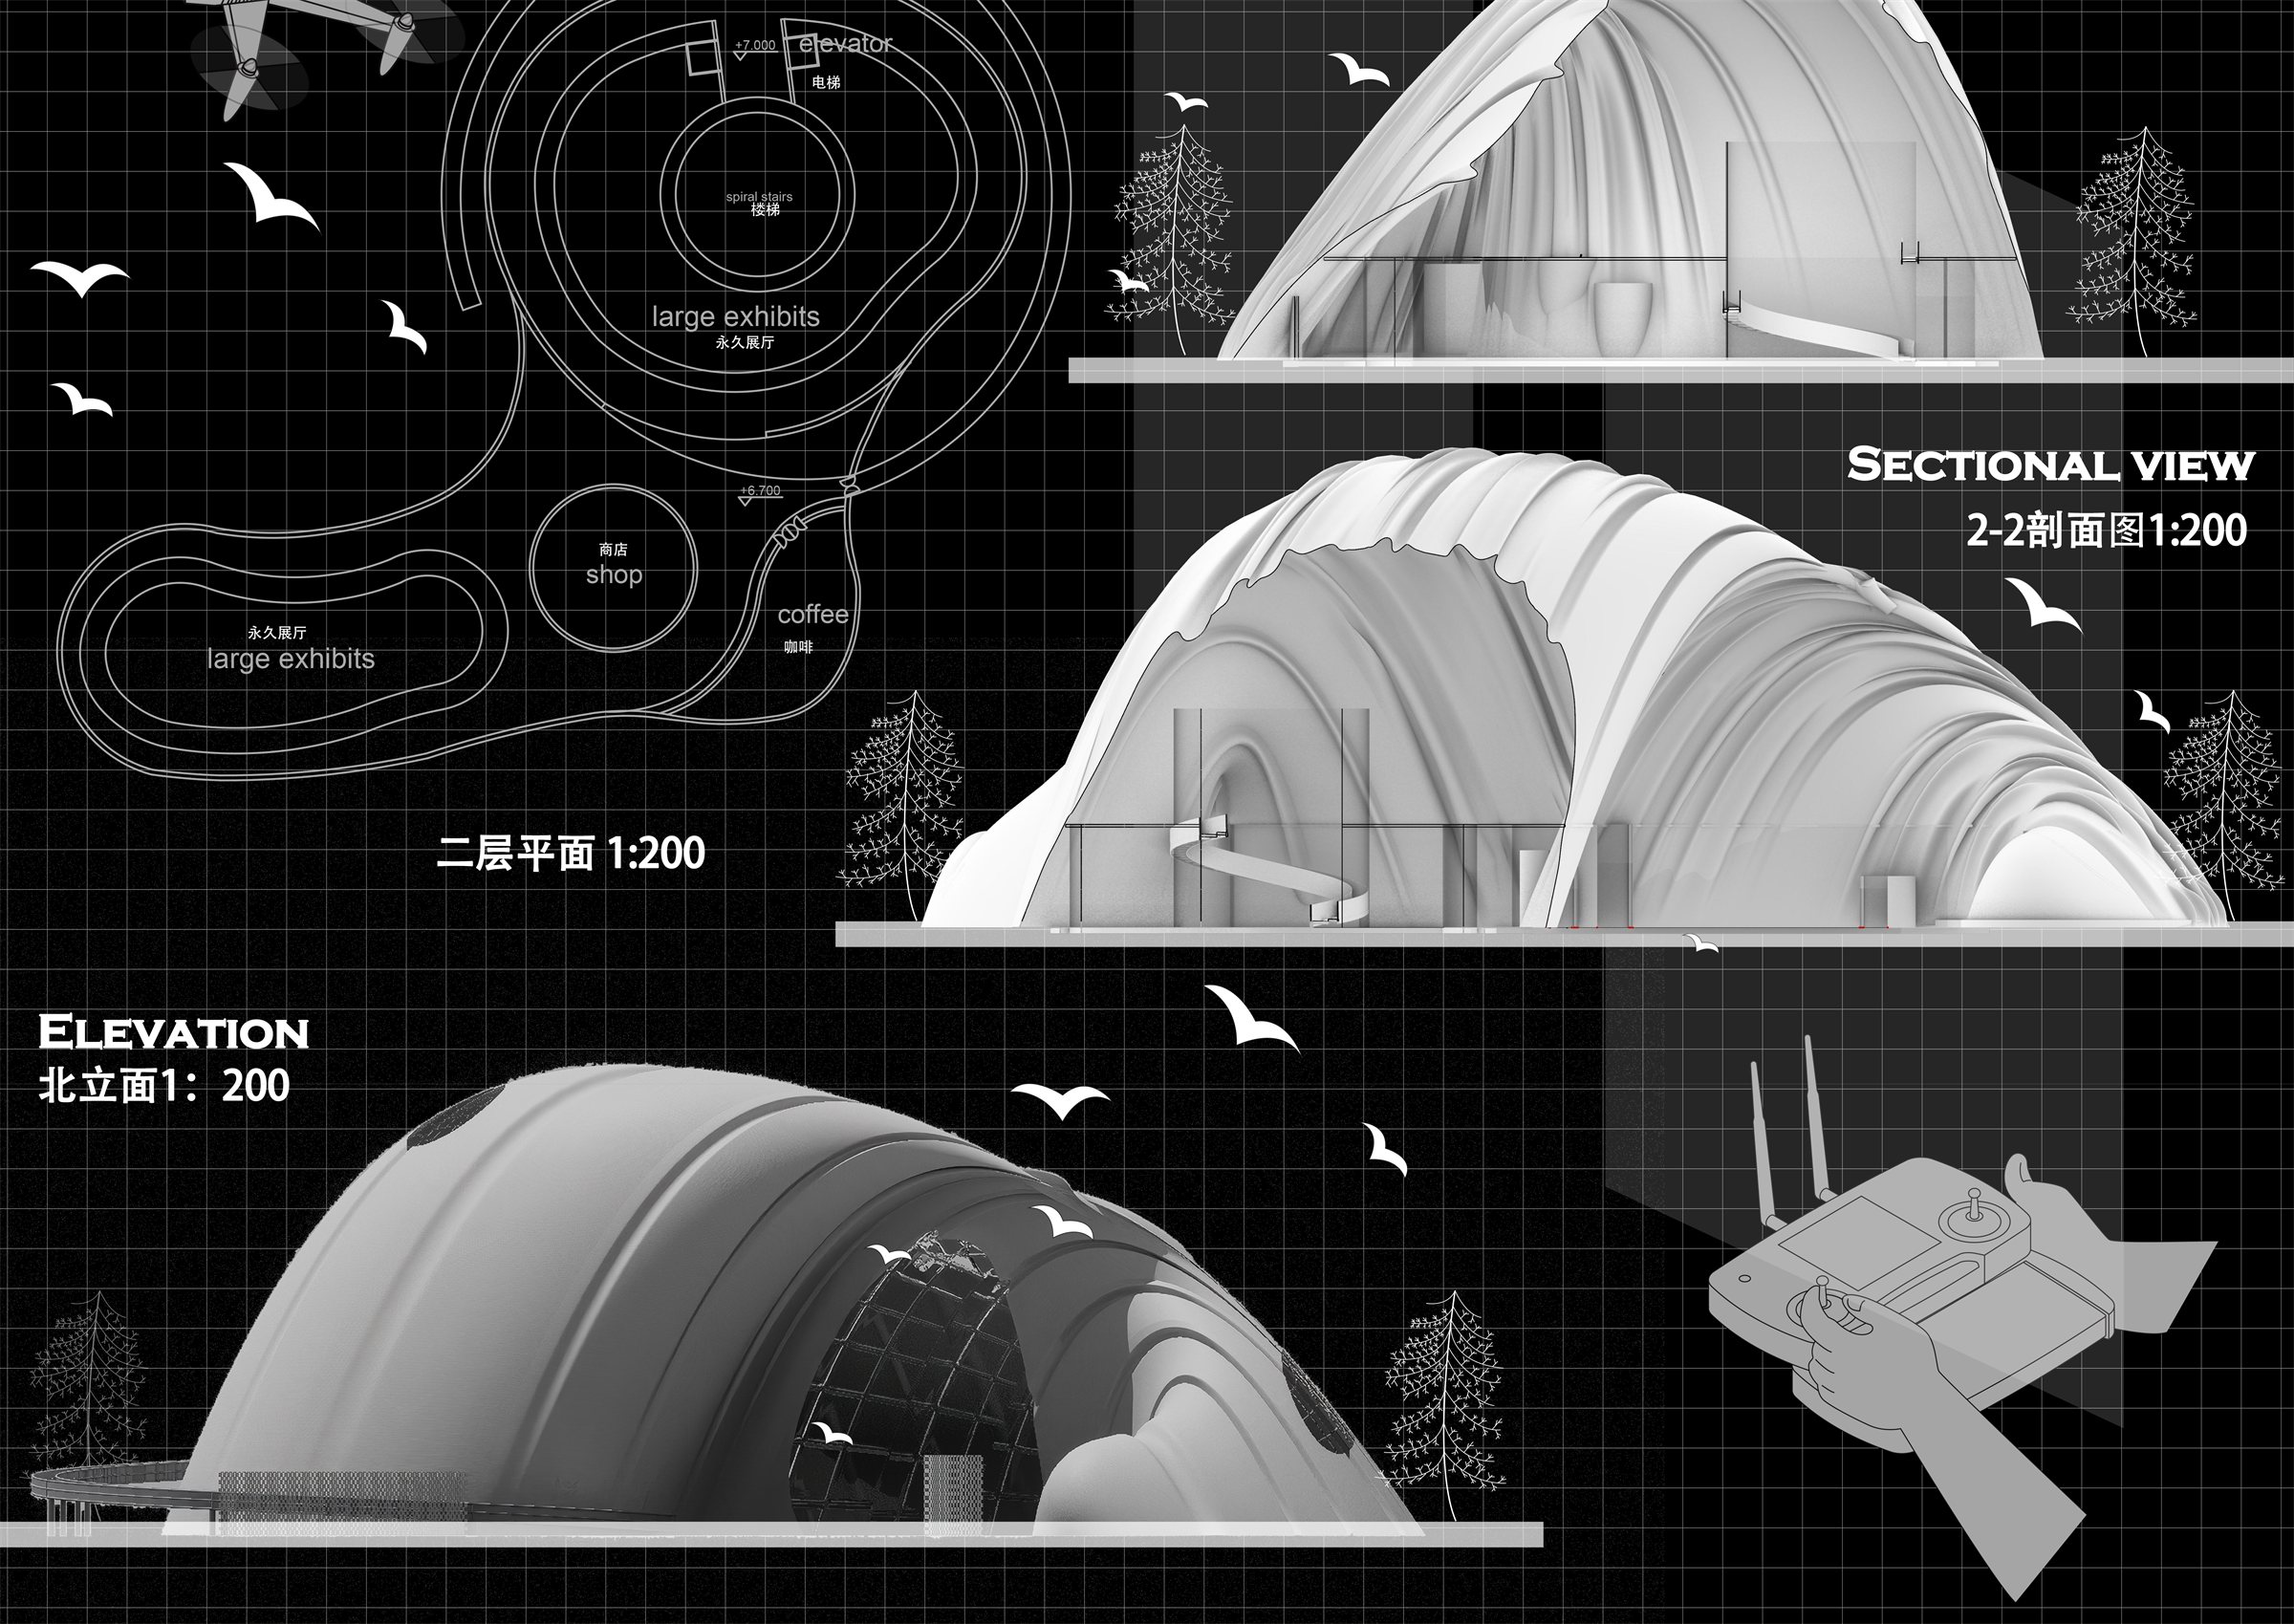 +7.000
elevator
电梯
spiral stairs
楼梯
large exhibits
永久展厅
+6.700
商店
shop
coffee
咖啡
永久展厅
large exhibits
二层平面 1:200
SECTIONAL VIEW
2-2剖面图1:200
ELEVATION
北立面1：200